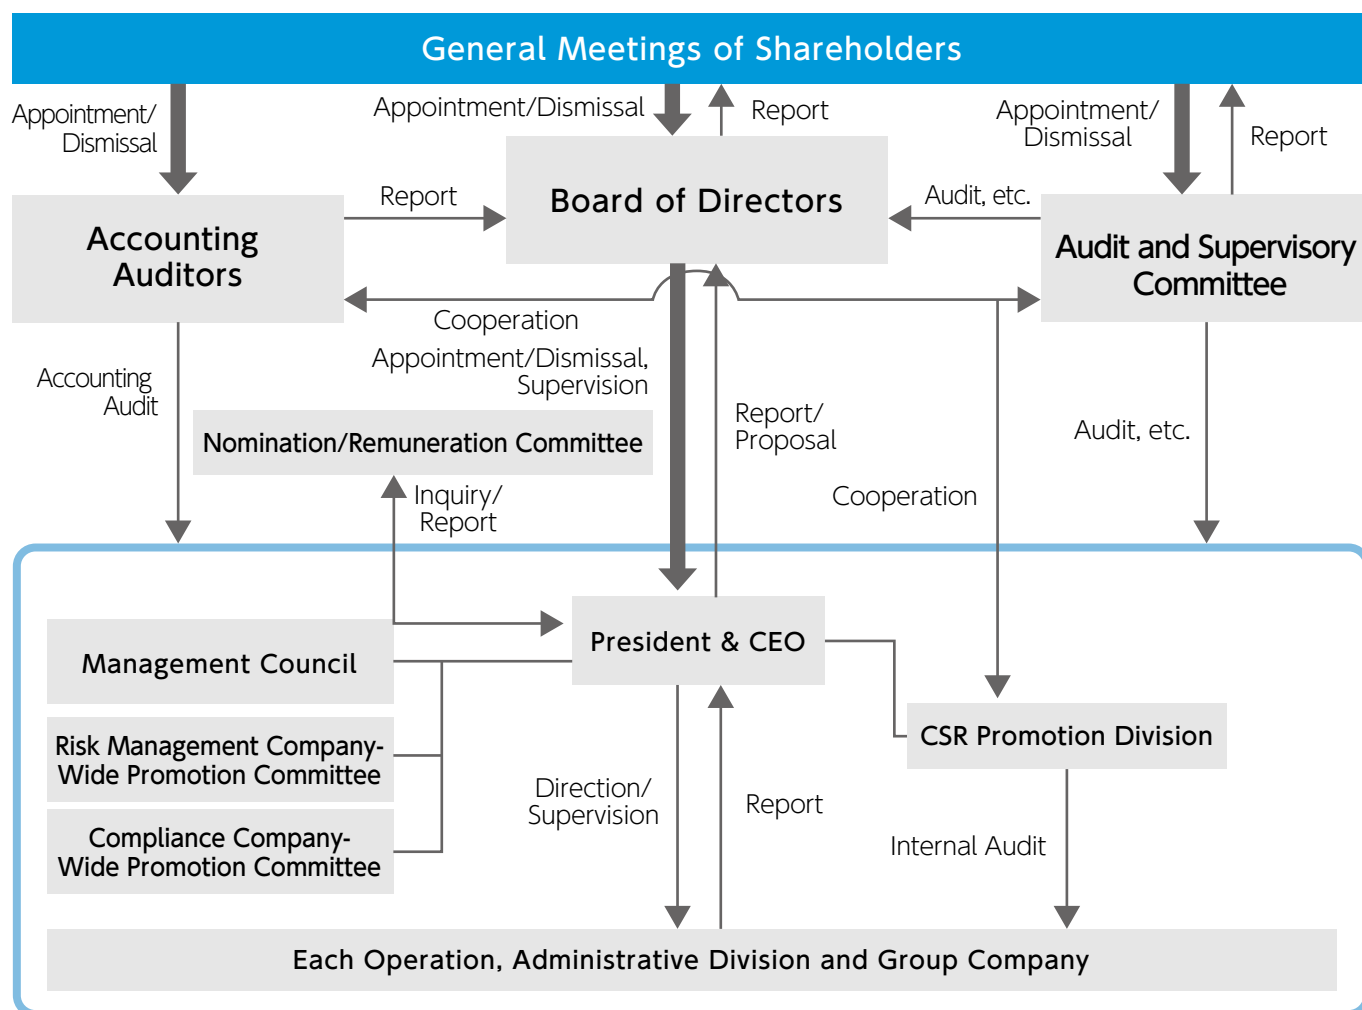 General Meetings of Shareholders
Appointment/
Dismissal
Appointment/Dismissal
Report
Appointment/
Dismissal
Report
Accounting
Auditors
Report
Board of Directors
Audit, etc.
Audit and Supervisory
Committee
Cooperation
Appointment/Dismissal,
Supervision
Accounting
Audit
Nomination/Remuneration Committee
Report/
Proposal
Audit, etc.
Inquiry/
Report
Cooperation
Management Council
President & CEO
Risk Management Company-
Wide Promotion Committee
CSR Promotion Division
Compliance Company-
Wide Promotion Committee
Direction/
Supervision
Report
Internal Audit
Each Operation, Administrative Division and Group Company